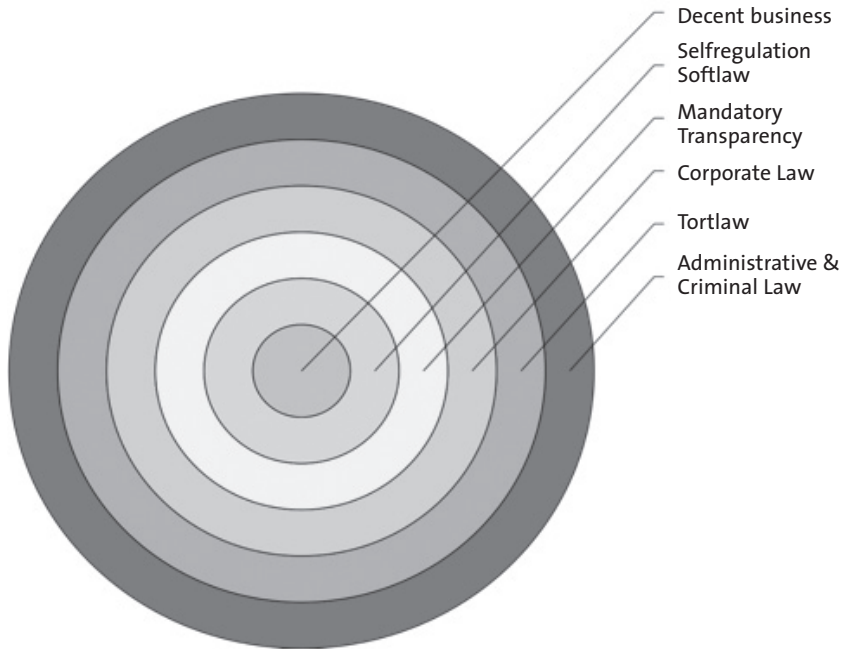 Decent business
Selfregulation
Softlaw
Mandatory
Transparency
Corporate Law
Tortlaw
Administrative &
Criminal Law